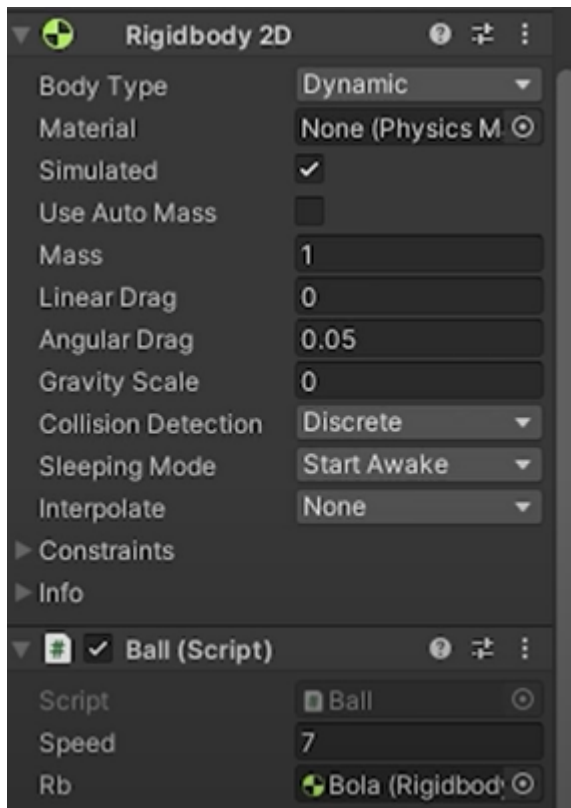 Rigidbody 2D
Body Type Dynamic
Material None (Physics M
Simulated
Use Auto Mass
Mass 1
Linear Drag 0
Angular Drag 0.05
Gravity Scale 0
Collision Detection Discrete
Sleeping Mode Start Awake
Interpolate None
Constraints
Info
# Ball (Script)
Script # Ball
Speed 7
Rb Bola (Rigidbody